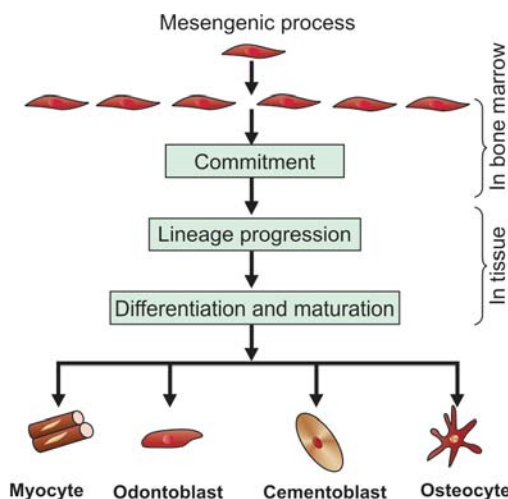 Mesengenic process
In bone marrow
Commitment
Lineage progression
In tissue
Differentiation and maturation
Myocyte
Odontoblast
Cementoblast
Osteocyte